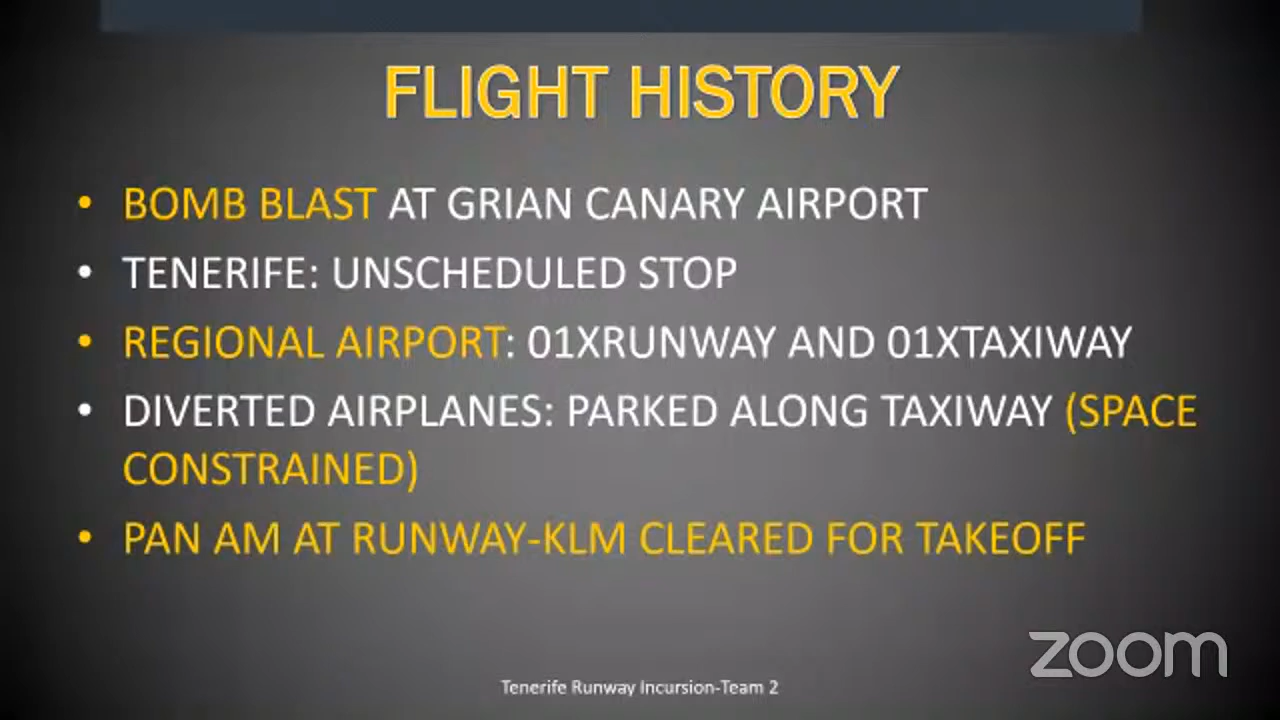 FLIGHT HISTORY
• BOMB BLAST AT GRIAN CANARY AIRPORT
• TENERIFE: UNSCHEDULED STOP
• REGIONAL AIRPORT: 01XRUNWAY AND 01XTAXIWAY
• DIVERTED AIRPLANES: PARKED ALONG TAXIWAY (SPACE
CONSTRAINED)
• PAN AM AT RUNWAY-KLM CLEARED FOR TAKEOFF
zoom
Tenerife Runway Incursion-Team 2